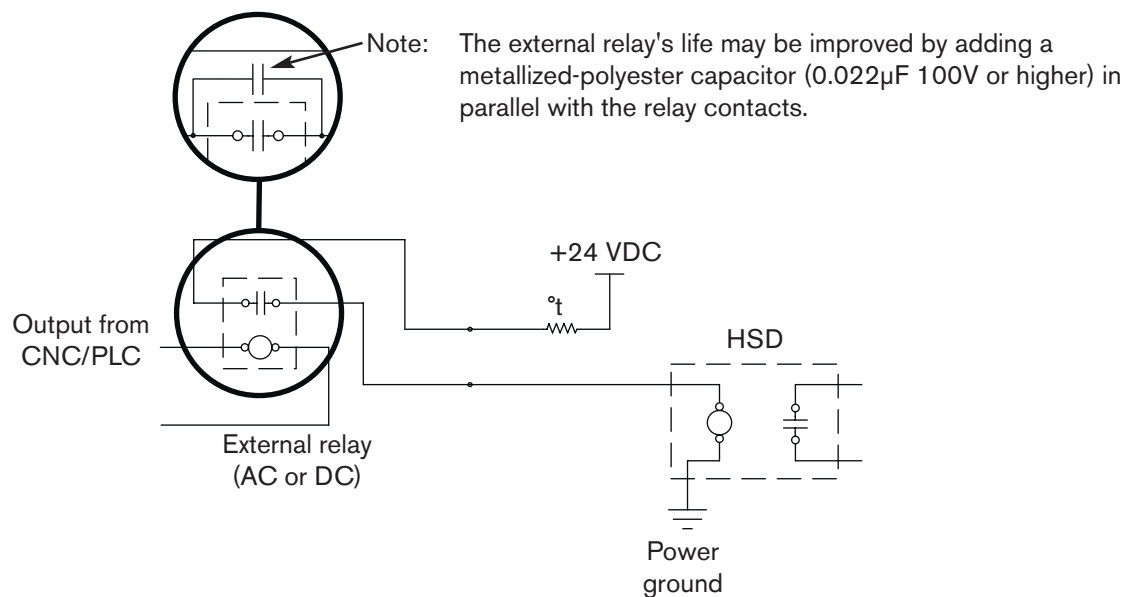 Note: The external relay's life may be improved by adding a
metallized-polyester capacitor (0.022µF 100V or higher) in
parallel with the relay contacts.
+24 VDC
°t
Output from
CNC/PLC
HSD
External relay
(AC or DC)
Power
ground